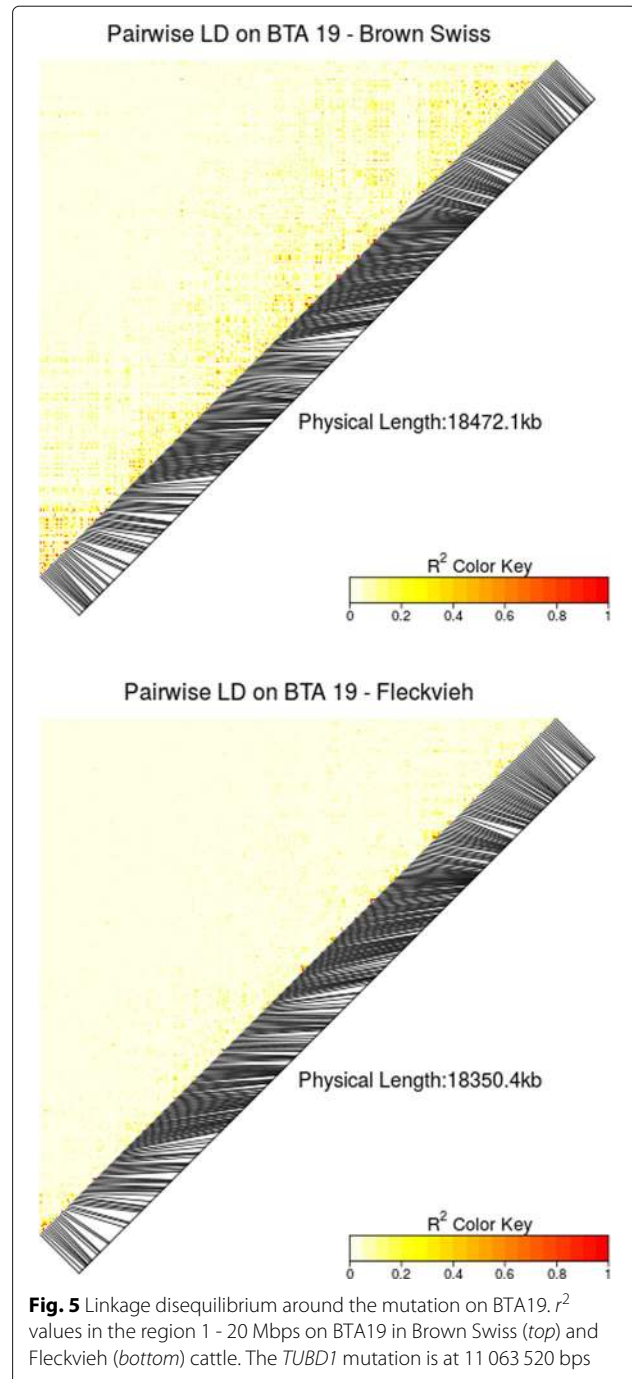 Pairwise LD on BTA 19 - Brown Swiss
Physical Length:18472.1kb
R² Color Key
0 0.2 0.4 0.6 0.8 1
Pairwise LD on BTA 19 - Fleckvieh
Physical Length:18350.4kb
R² Color Key
0 0.2 0.4 0.6 0.8 1
Fig. 5 Linkage disequilibrium around the mutation on BTA19. r²
values in the region 1 - 20 Mbps on BTA19 in Brown Swiss (top) and
Fleckvieh (bottom) cattle. The TUBD1 mutation is at 11 063 520 bps